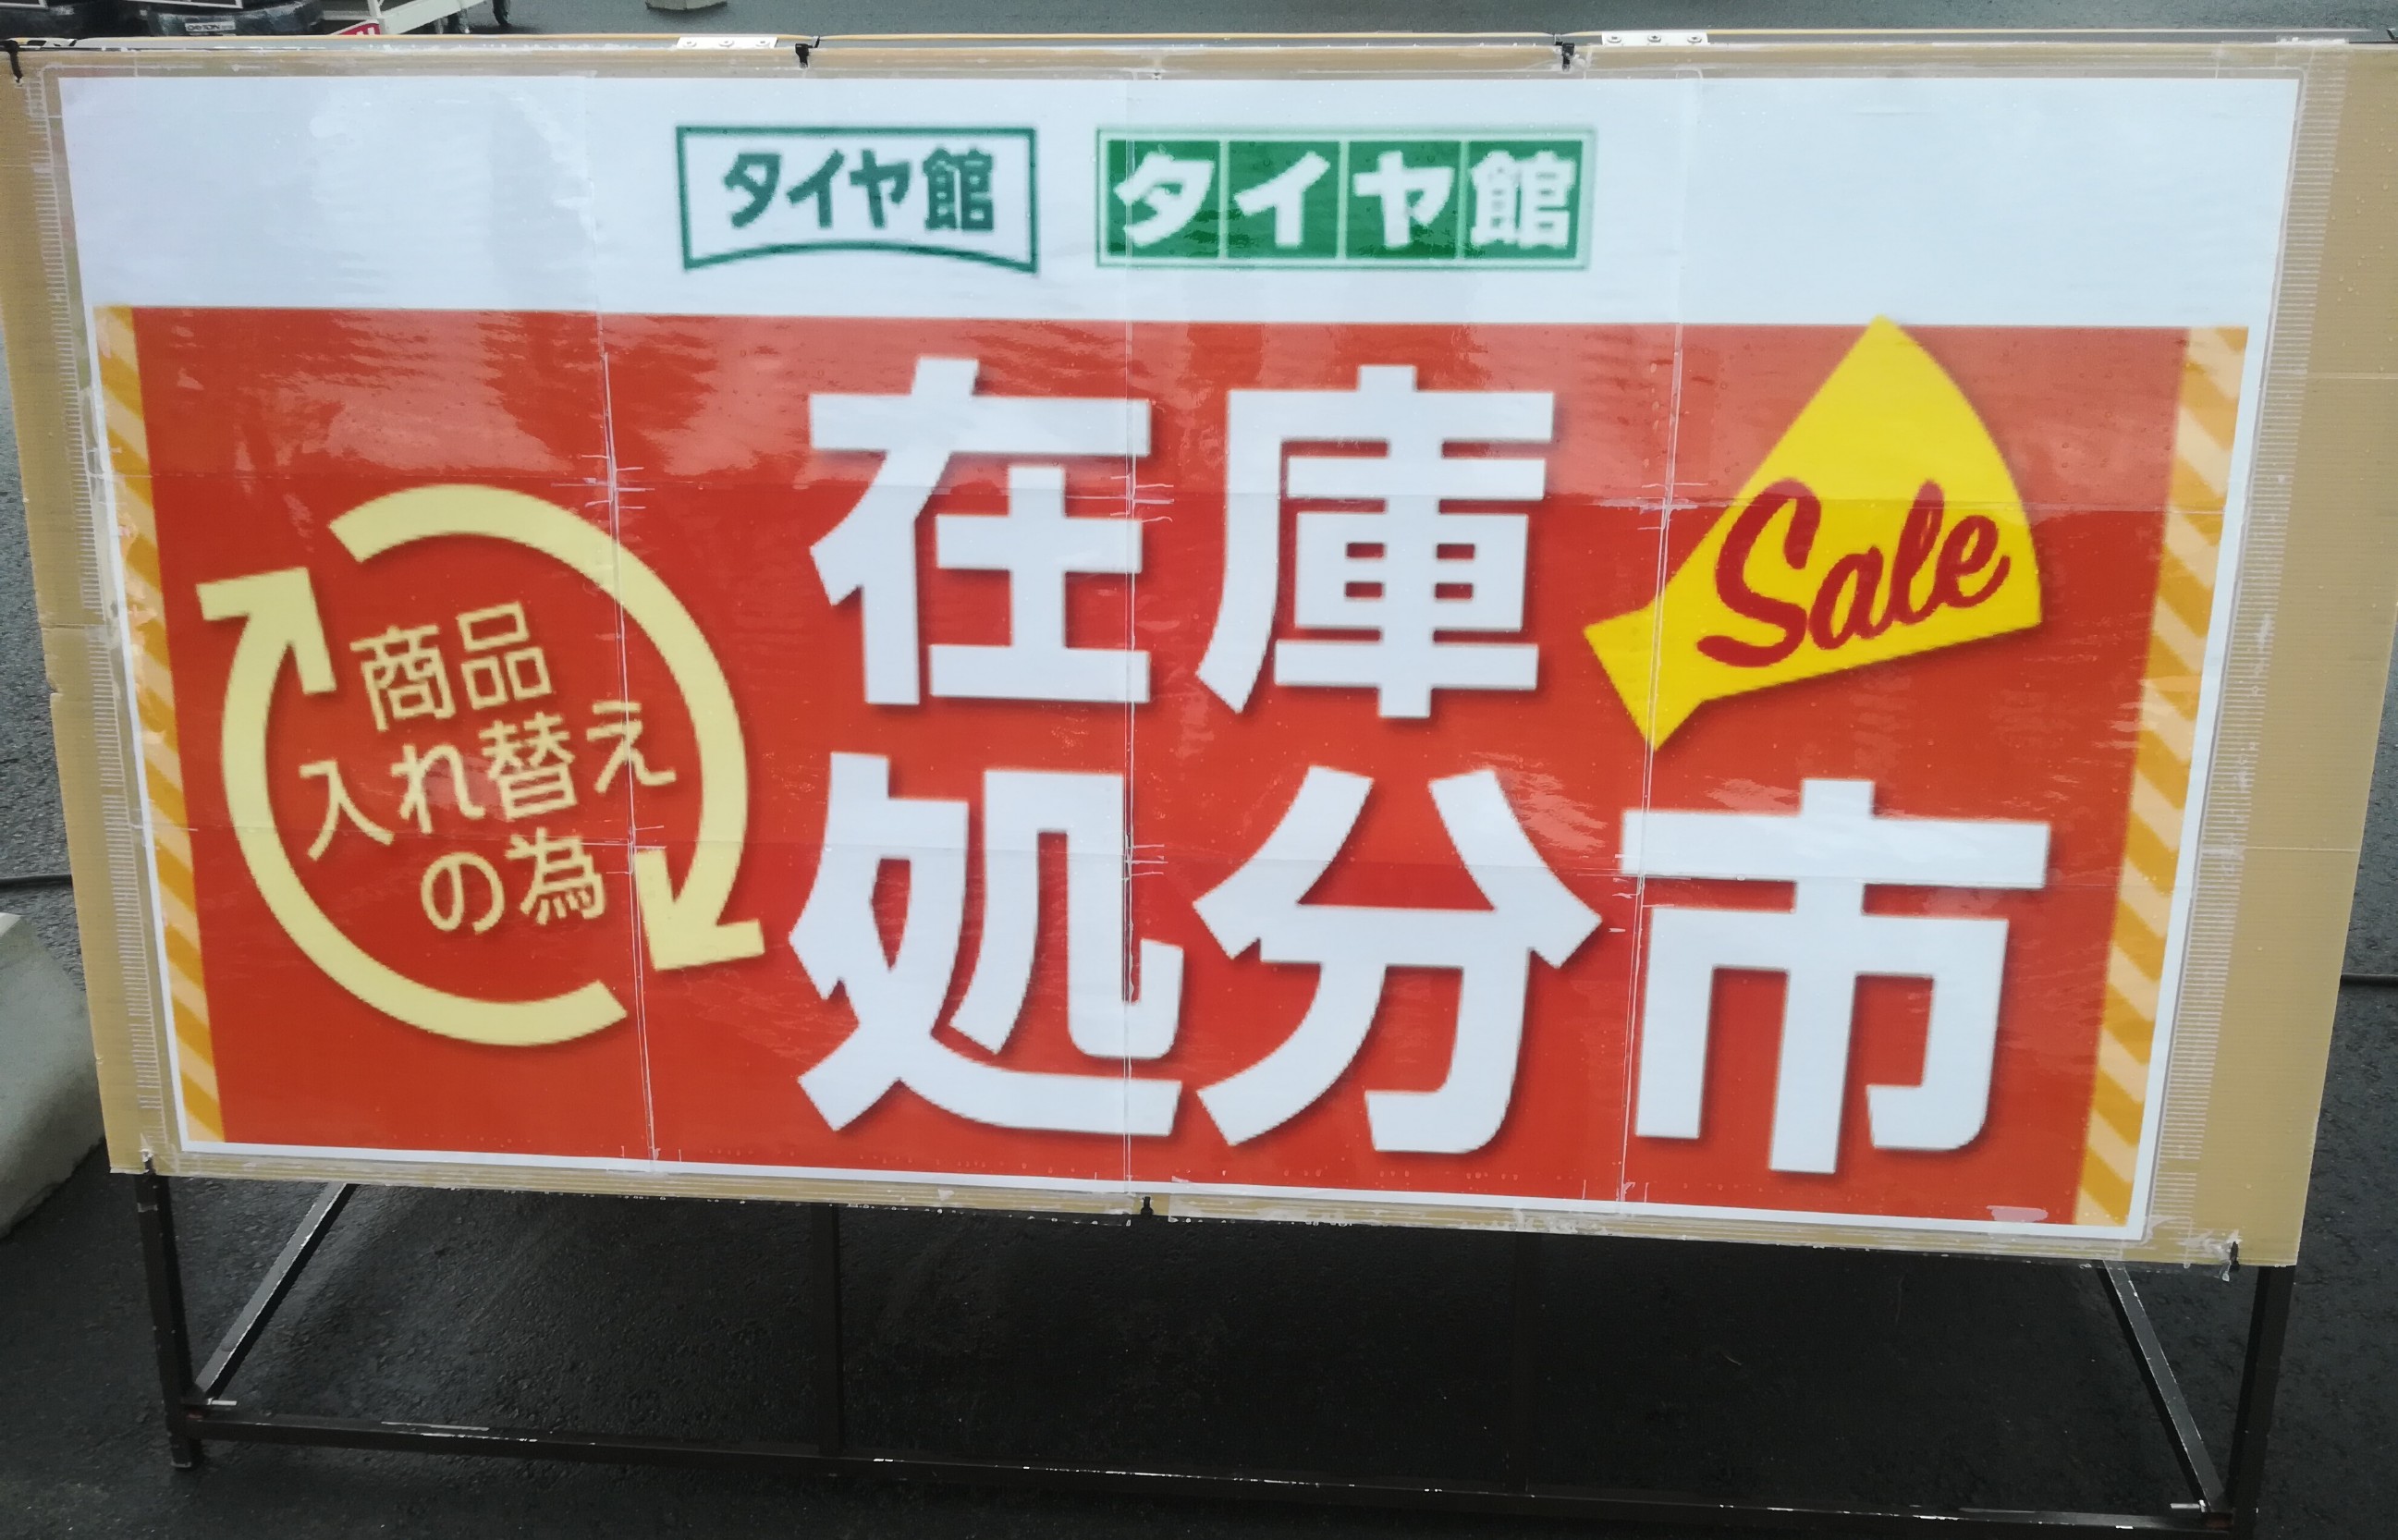 タイヤ館 タイヤ館
商品
入れ替え
の為
在庫
Sale
処分市